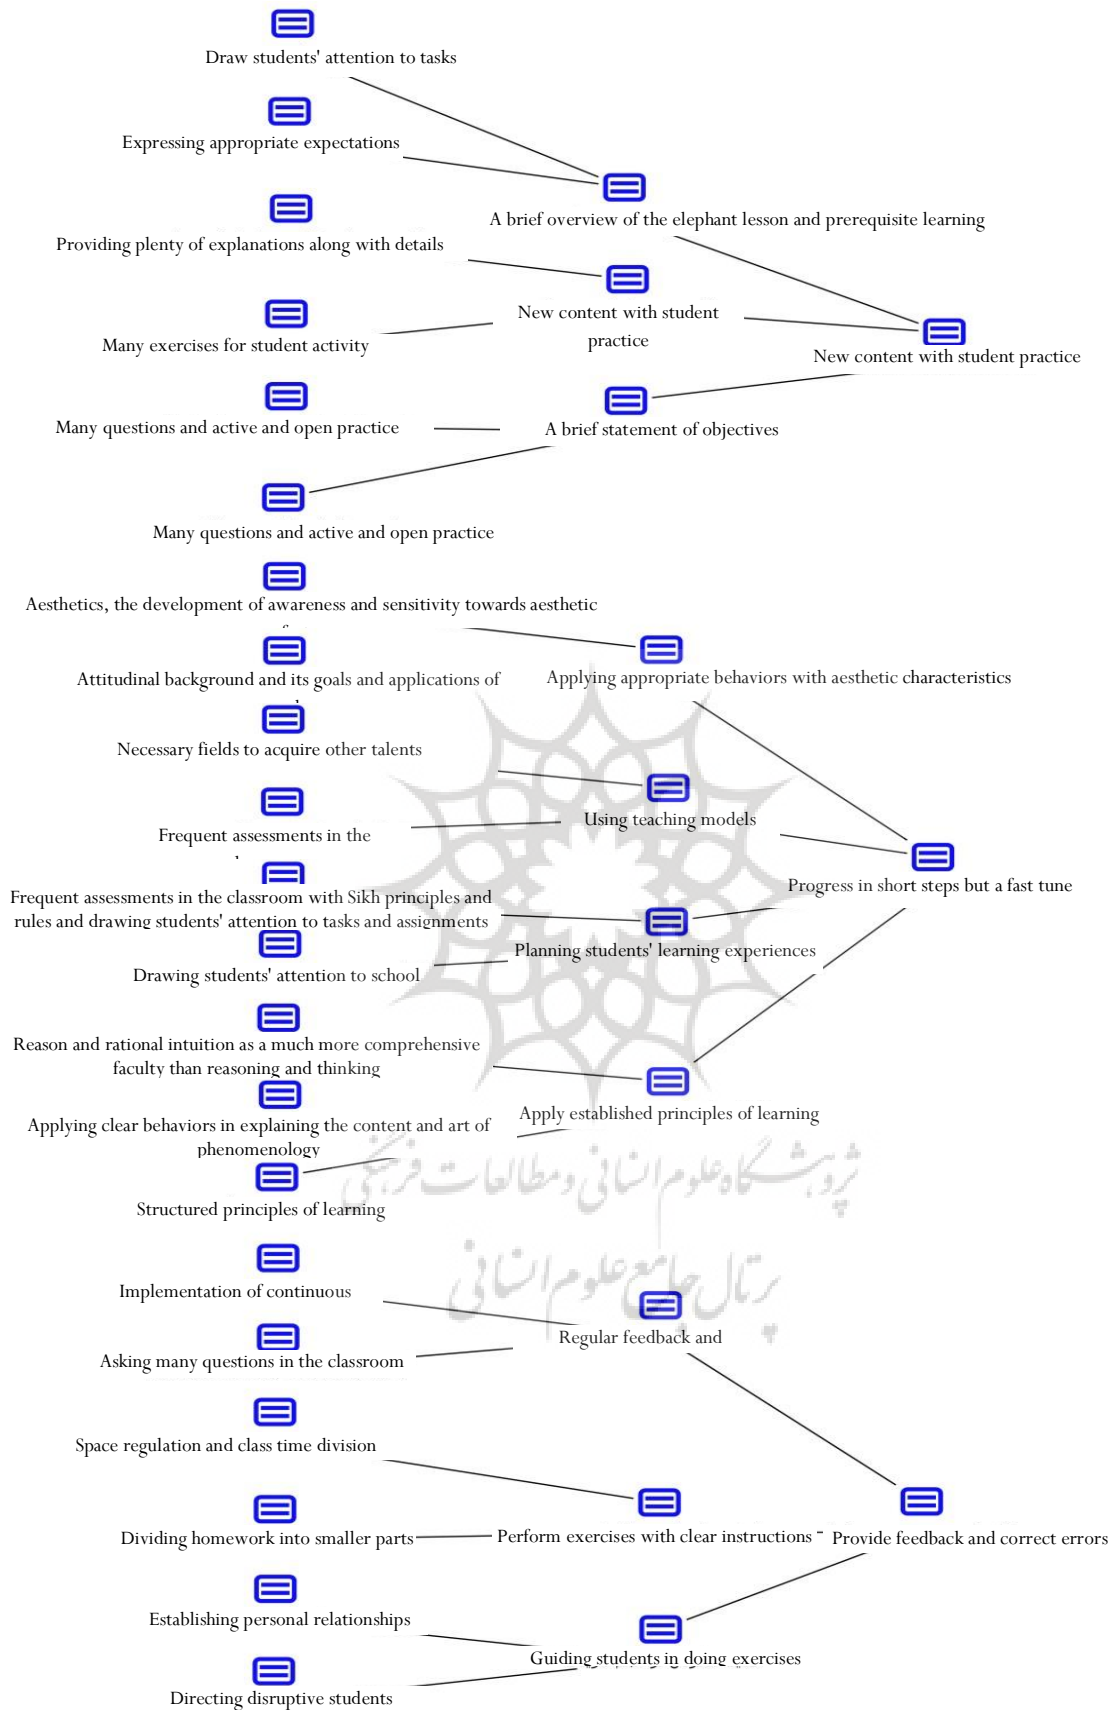 Draw students' attention to tasks
Expressing appropriate expectations
A brief overview of the elephant lesson and prerequisite learning
Providing plenty of explanations along with details
New content with student
practice
Many exercises for student activity
New content with student practice
Many questions and active and open practice
A brief statement of objectives
Many questions and active and open practice
Aesthetics, the development of awareness and sensitivity towards aesthetic
Attitudinal background and its goals and applications of
Applying appropriate behaviors with aesthetic characteristics
Necessary fields to acquire other talents
Using teaching models
Frequent assessments in the
Progress in short steps but a fast tune
Frequent assessments in the classroom with Sikh principles and
rules and drawing students' attention to tasks and assignments
Planning students' learning experiences
Drawing students' attention to school
Reason and rational intuition as a much more comprehensive
faculty than reasoning and thinking
Apply established principles of learning
Applying clear behaviors in explaining the content and art of
phenomenology
پژوهشگاه علوم انسانی و مطالعات فرهنگی
Structured principles of learning
پرتال جامع علوم انسانی
Implementation of continuous
Regular feedback and
Asking many questions in the classroom
Space regulation and class time division
Dividing homework into smaller parts
Perform exercises with clear instructions
Provide feedback and correct errors
Establishing personal relationships
Guiding students in doing exercises
Directing disruptive students